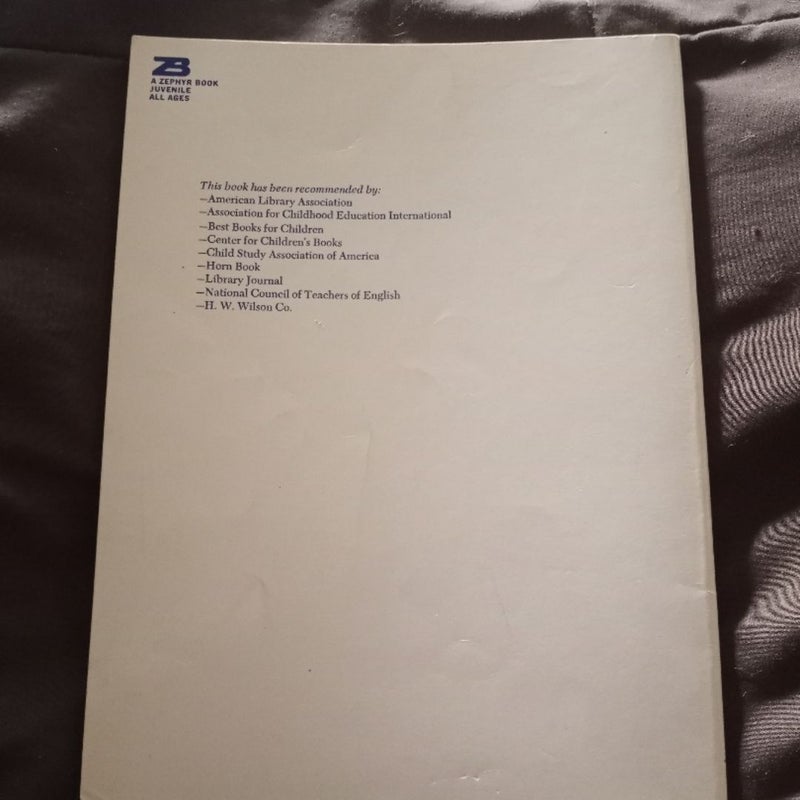 ZB
A ZEPHYR BOOK
JUVENILE
ALL AGES
This book has been recommended by:
—American Library Association
—Association for Childhood Education International
—Best Books for Children
—Center for Children's Books
—Child Study Association of America
—Horn Book
—Library Journal
—National Council of Teachers of English
—H. W. Wilson Co.